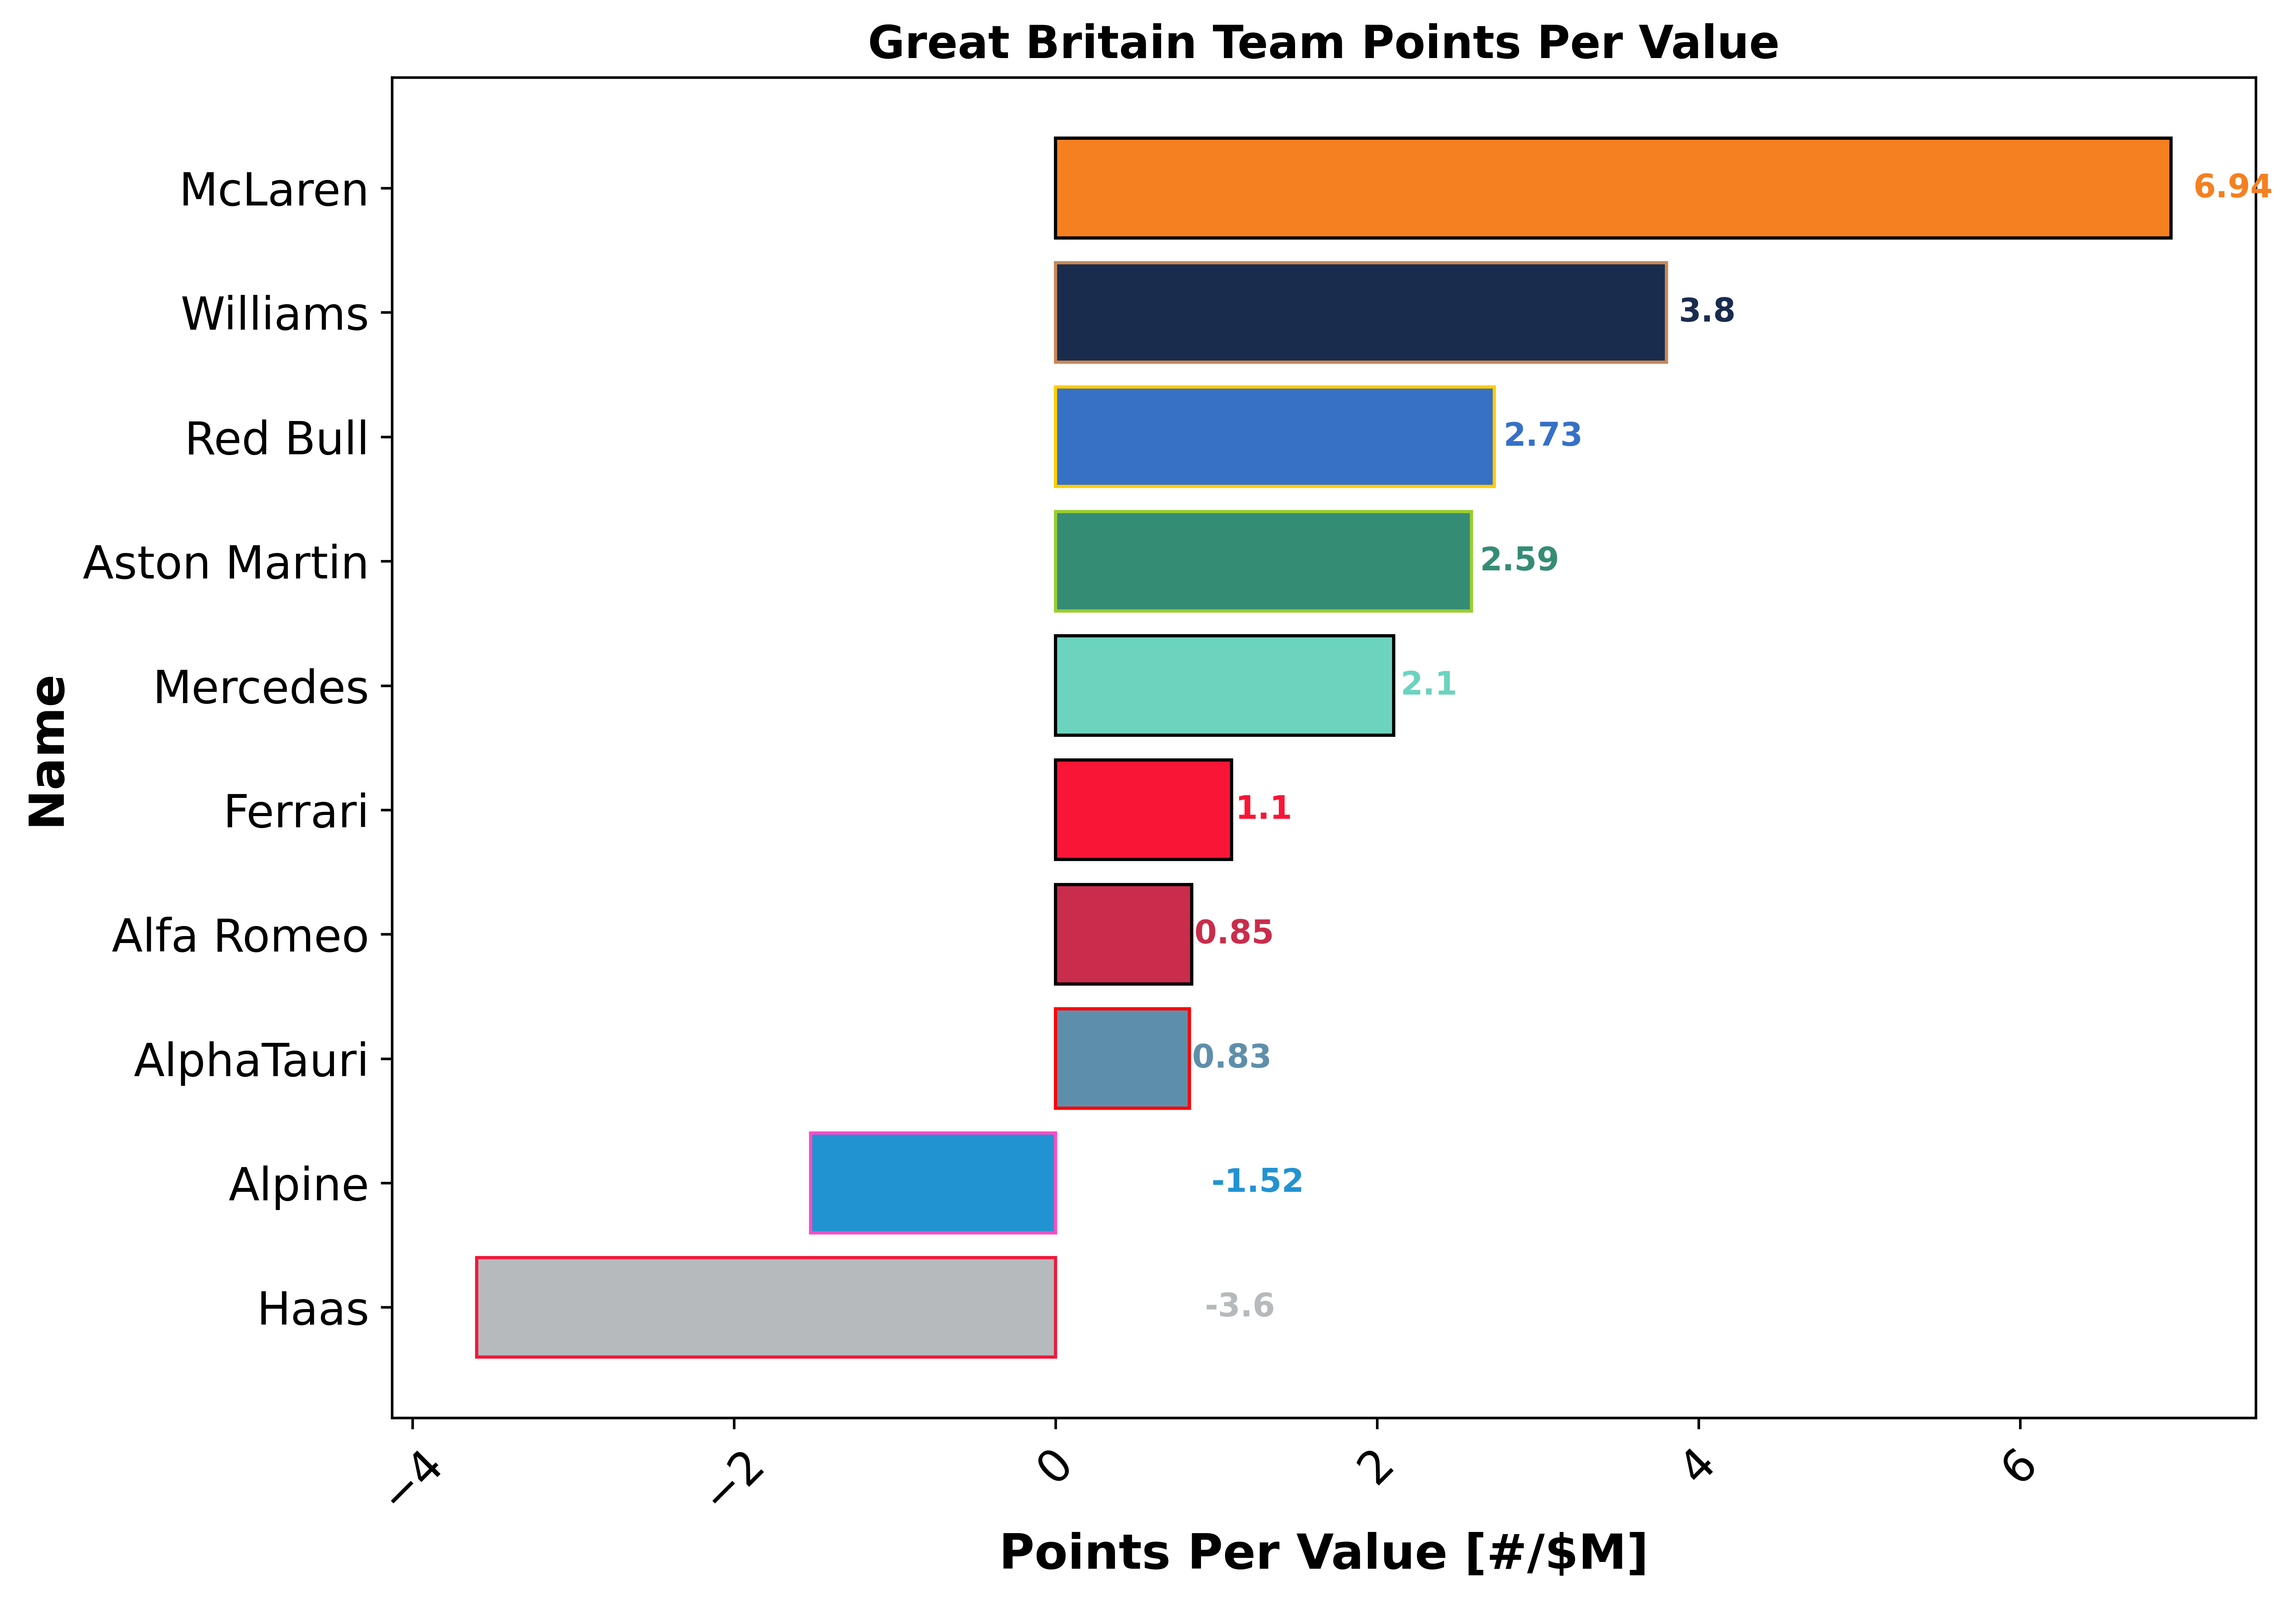 Great Britain Team Points Per Value
Name
McLaren
6.94
Williams
3.8
Red Bull
2.73
Aston Martin
2.59
Mercedes
2.1
Ferrari
1.1
Alfa Romeo
0.85
AlphaTauri
0.83
Alpine
-1.52
Haas
-3.6
−4
−2
0
2
4
6
Points Per Value [#/$M]